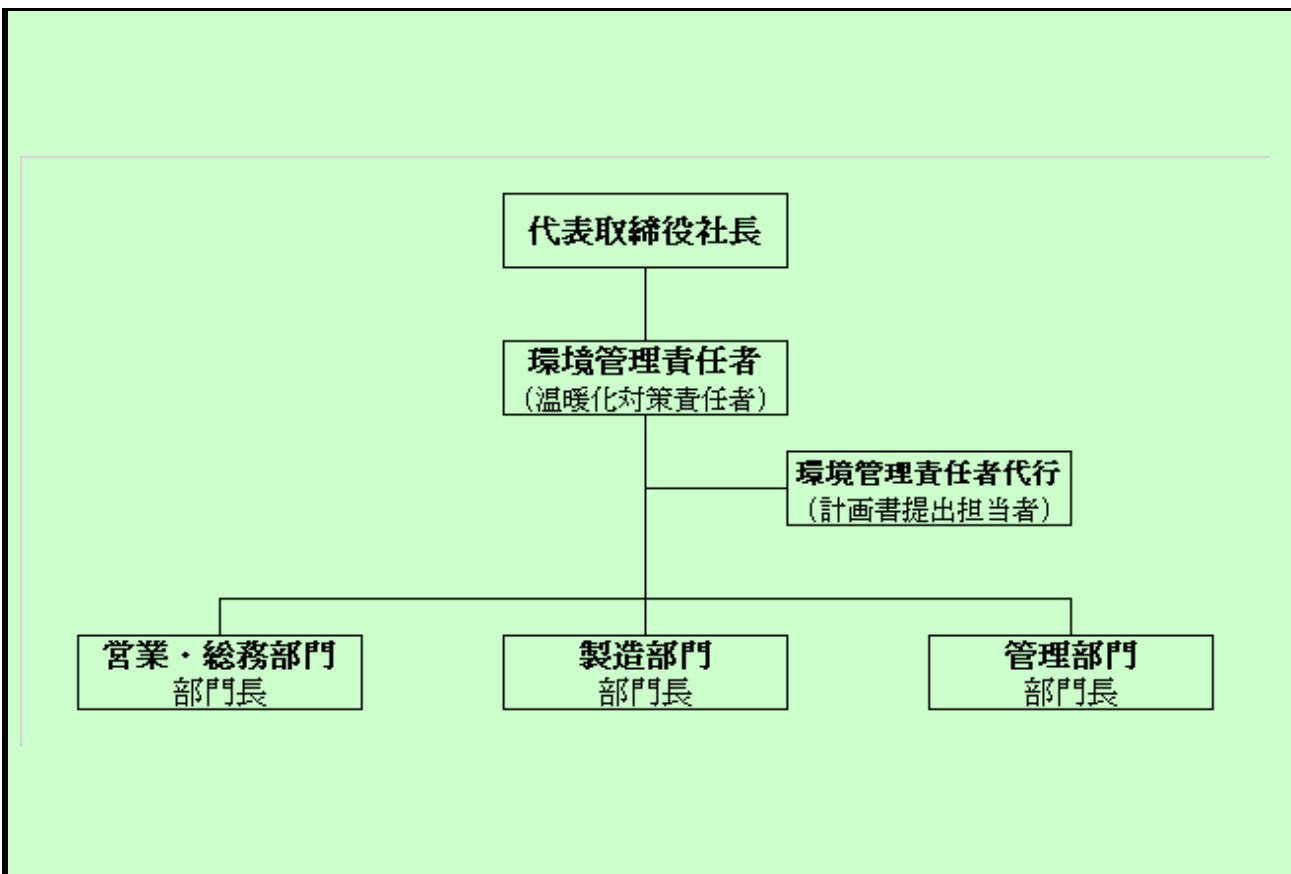 代表取締役社長
環境管理責任者
（温暖化対策責任者）
環境管理責任者代行
（計画書提出担当者）
営業・総務部門
部門長
製造部門
部門長
管理部門
部門長